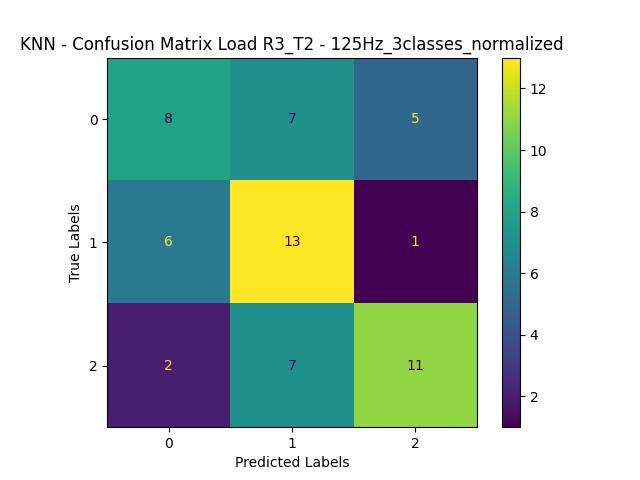 KNN - Confusion Matrix Load R3_T2 - 125Hz_3classes_normalized
0 8 7 5
1 6 13 1
2 2 7 11
0 1 2
Predicted Labels
True Labels
12
10
8
6
4
2